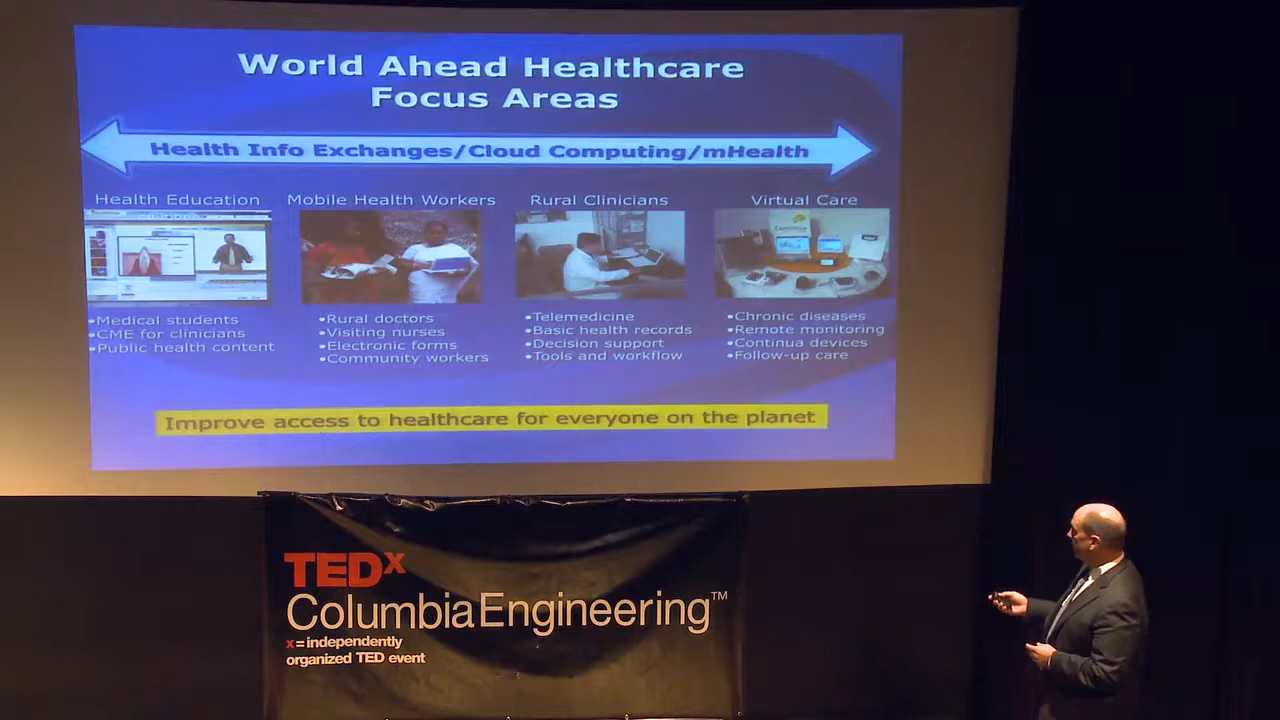 World Ahead Healthcare
Focus Areas
Health Info Exchanges/Cloud Computing/mHealth
Health Education
•Medical students
•CME for clinicians
•Public health content
Mobile Health Workers
•Rural doctors
•Visiting nurses
•Electronic forms
•Community workers
Rural Clinicians
•Telemedicine
•Basic health records
•Decision support
•Tools and workflow
Virtual Care
•Chronic diseases
•Remote monitoring
•Continua devices
•Follow-up care
Improve access to healthcare for everyone on the planet
TEDx
ColumbiaEngineering™
x=independently
organized TED event